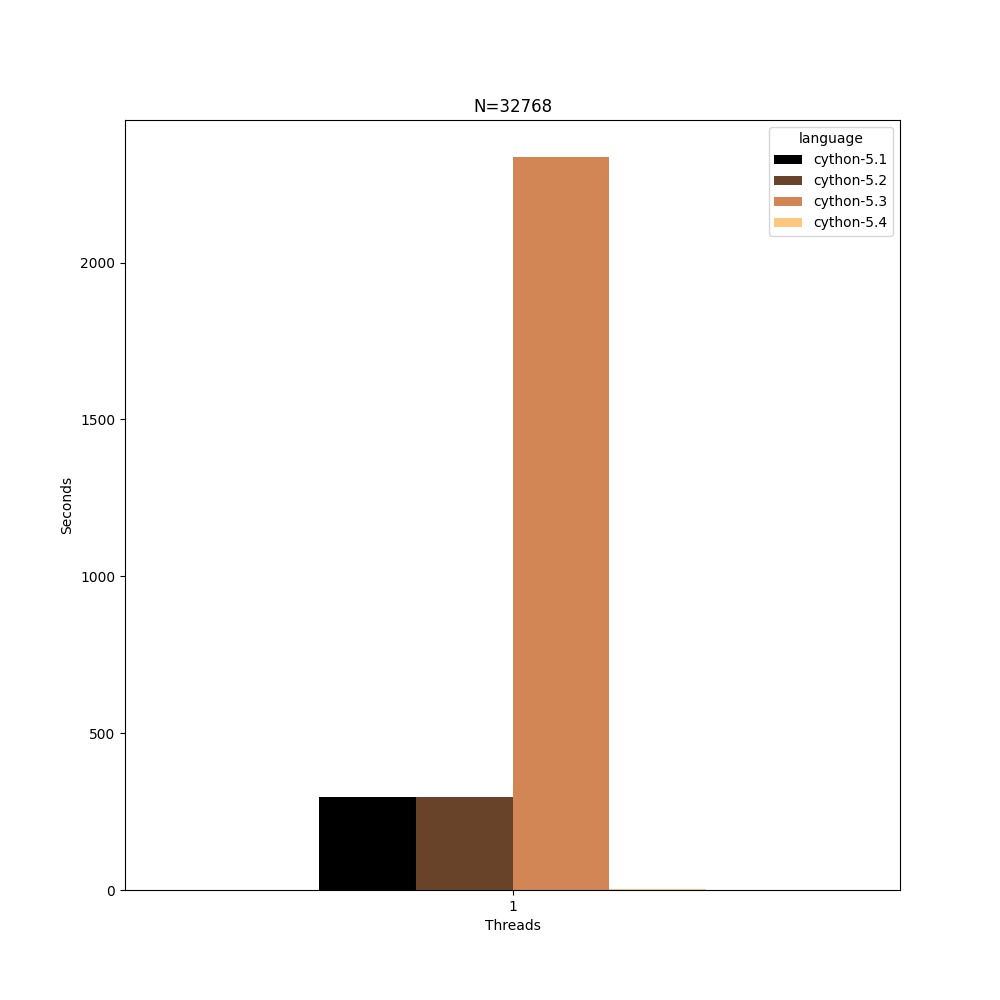 N=32768
language
cython-5.1
cython-5.2
cython-5.3
cython-5.4
2000
1500
1000
500
0
Seconds
1
Threads